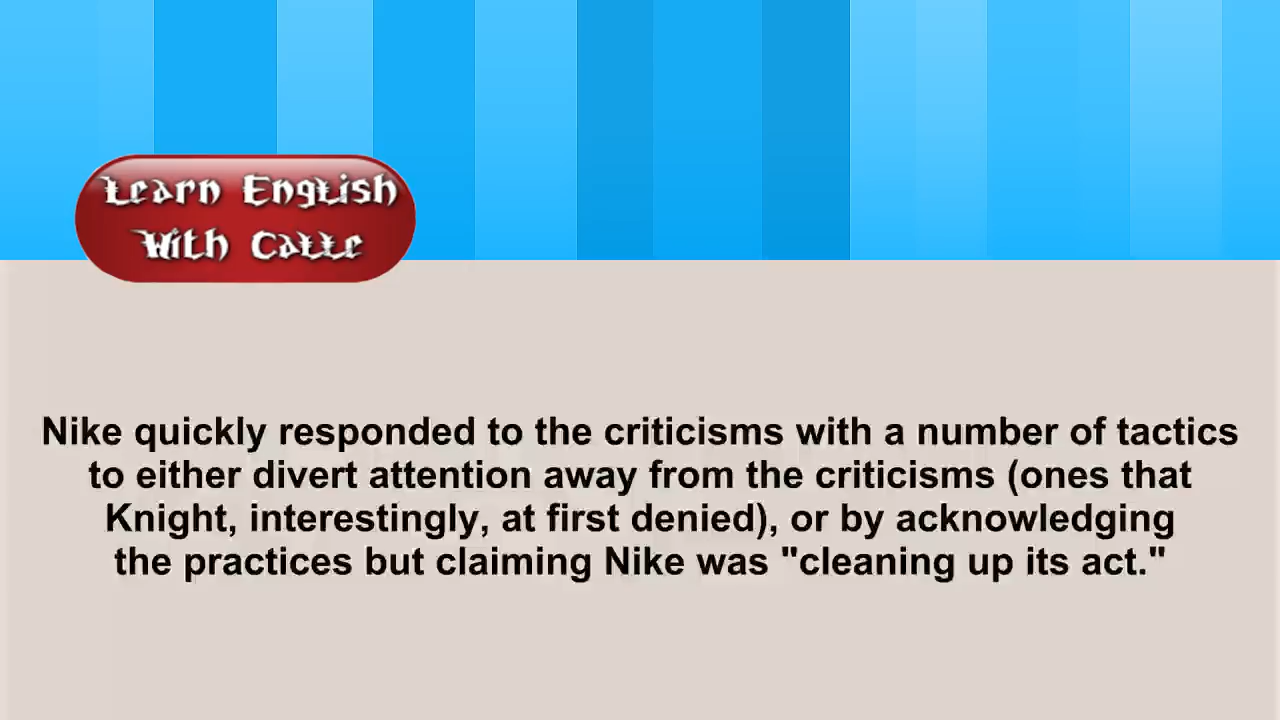 Learn English
With Catte
Nike quickly responded to the criticisms with a number of tactics
to either divert attention away from the criticisms (ones that
Knight, interestingly, at first denied), or by acknowledging
the practices but claiming Nike was "cleaning up its act."